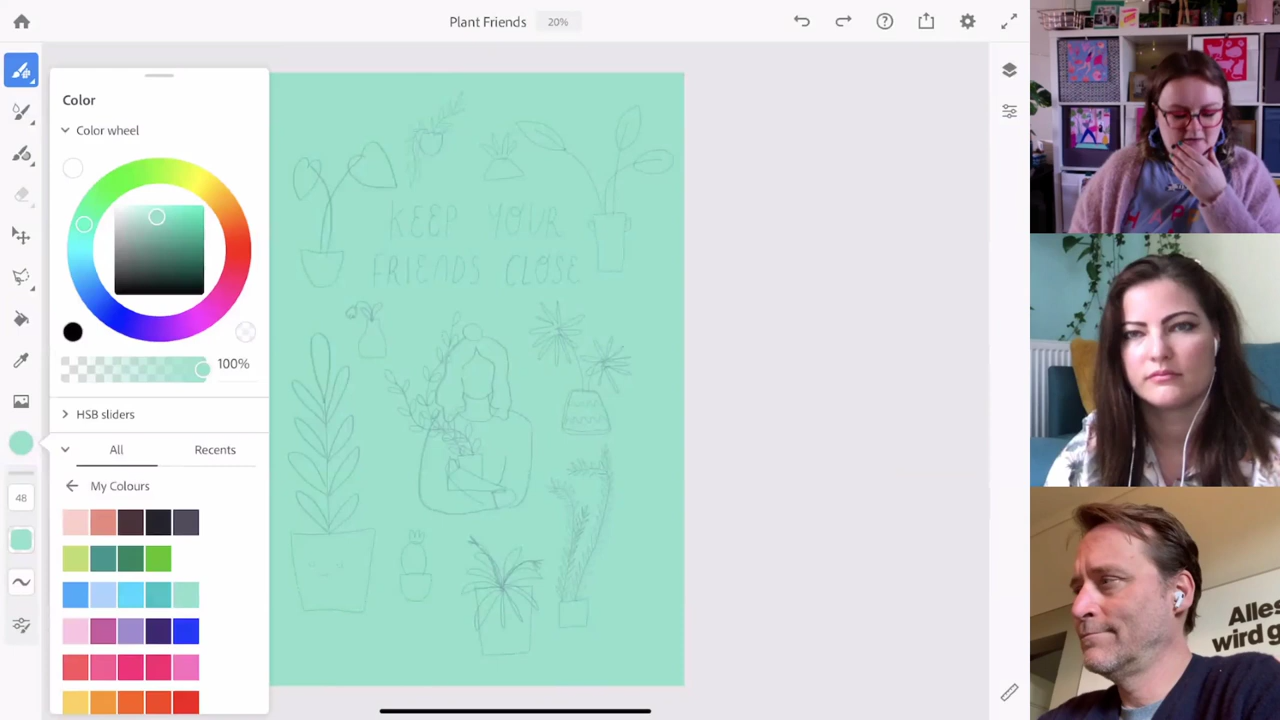 Plant Friends
20%
Color
Color wheel
100%
HSB sliders
All
Recents
My Colours
48
KEEP YOUR
FRIENDS CLOSE
HAP
Alles
wird g